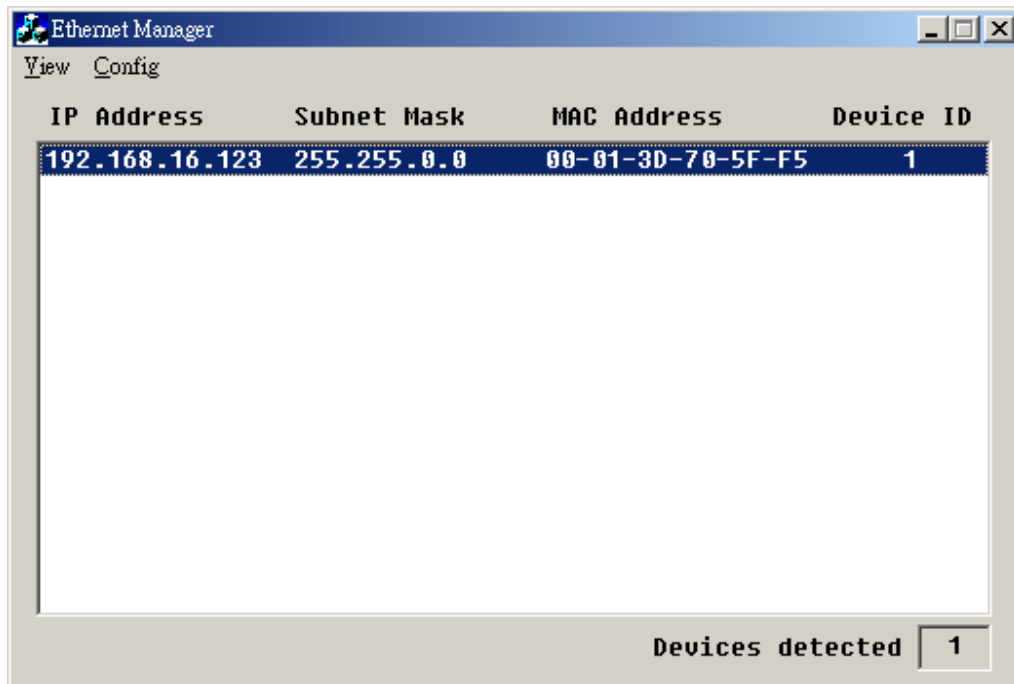 Ethernet Manager
View Config
IP Address Subnet Mask MAC Address Device ID
192.168.16.123 255.255.0.0 00-01-3D-70-5F-F5 1
Devices detected 1